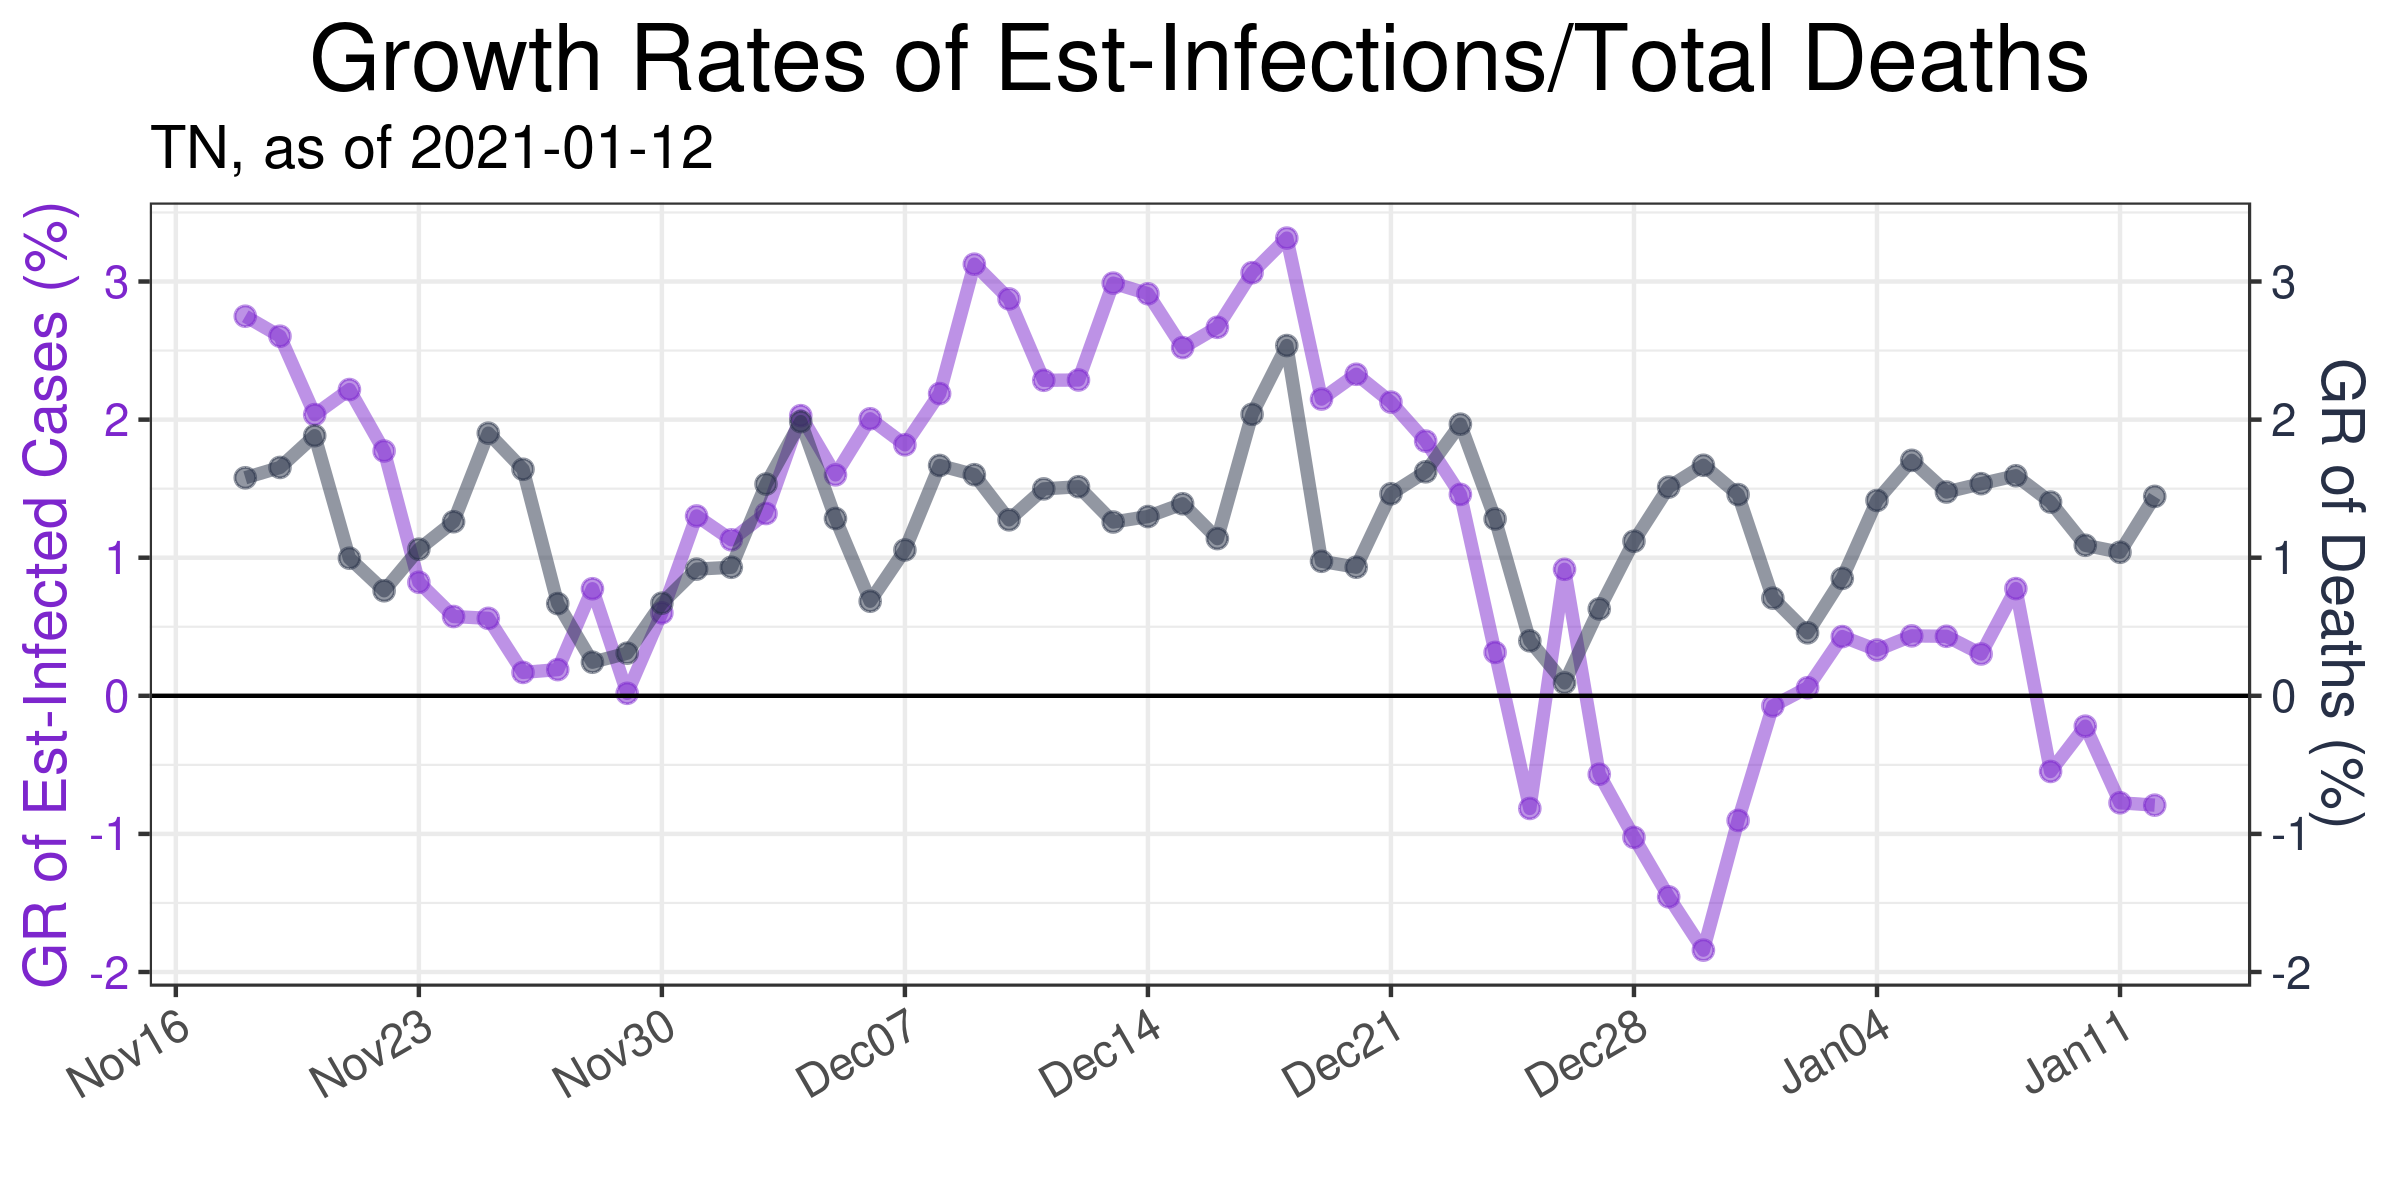 Growth Rates of Est-Infections/Total Deaths
TN, as of 2021-01-12
GR of Est-Infected Cases (%)
3
2
1
0
-1
-2
3
2
1
0
-1
-2
GR of Deaths (%)
Nov16
Nov23
Nov30
Dec07
Dec14
Dec21
Dec28
Jan04
Jan11